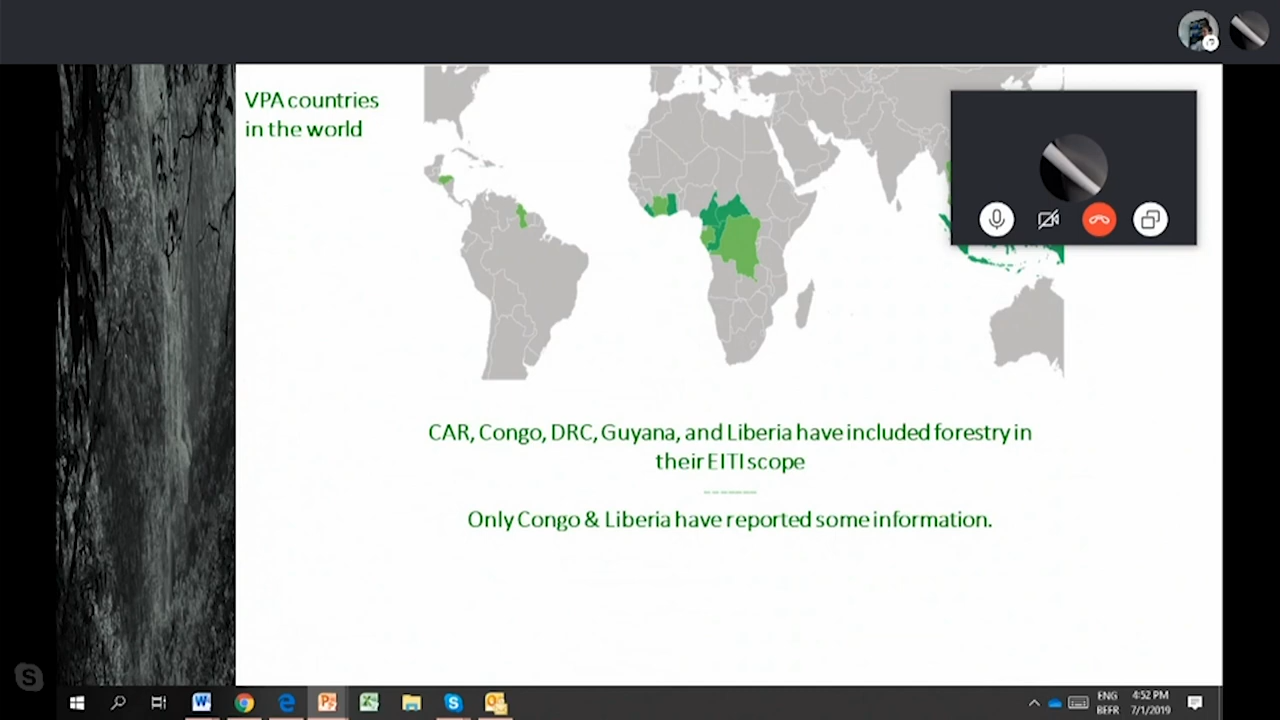 VPA countries
in the world
CAR, Congo, DRC, Guyana, and Liberia have included forestry in
their EITI scope
-------
Only Congo & Liberia have reported some information.
ENG
BEFR
4:52 PM
7/1/2019